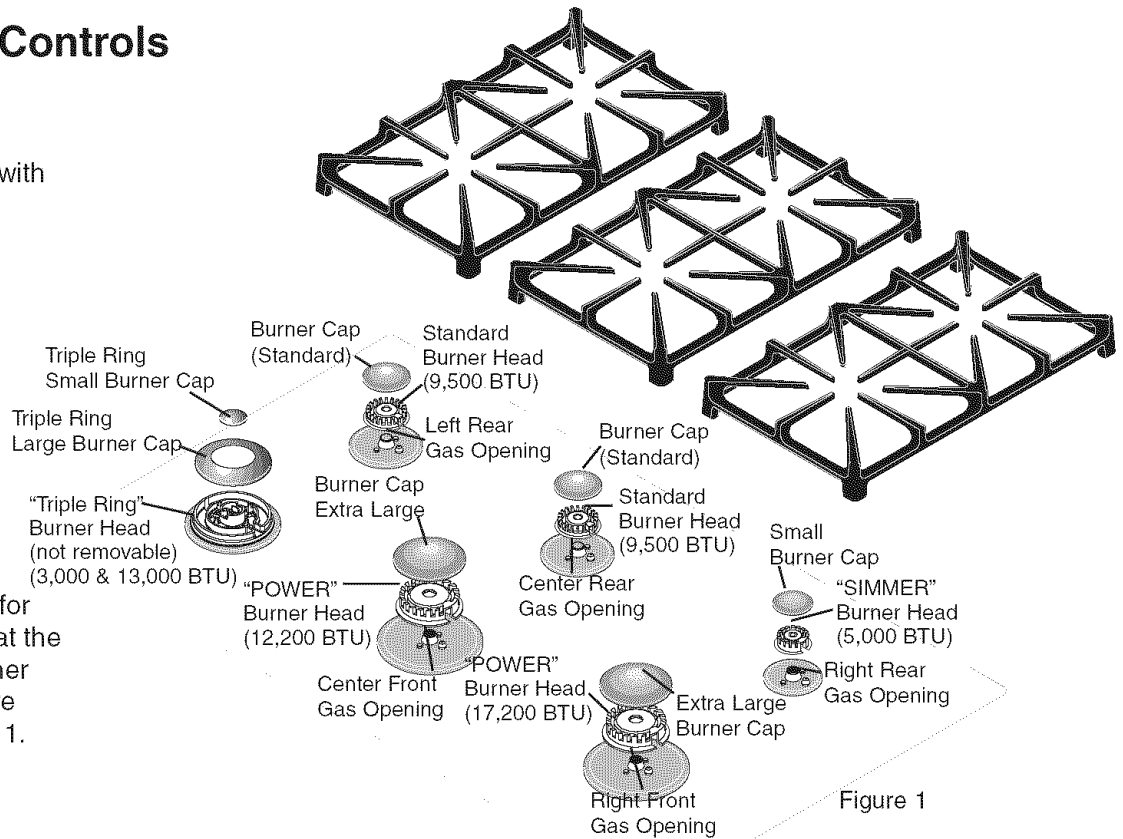 Controls
with
Burner Cap
(Standard)
Standard
Burner Head
(9,500 BTU)
Triple Ring
Small Burner Cap
Triple Ring
Large Burner Cap
Left Rear
Gas Opening
Burner Cap
(Standard)
Burner Cap
Extra Large
“Triple Ring”
Burner Head
(not removable)
(3,000 & 13,000 BTU)
Standard
Burner Head
(9,500 BTU)
Small
Burner Cap
“POWER”
Burner Head
(12,200 BTU)
Center Rear
Gas Opening
“SIMMER”
Burner Head
(5,000 BTU)
for
at the
ner
e
1.
Center Front
Gas Opening
“POWER”
Burner Head
(17,200 BTU)
Extra Large
Burner Cap
Right Rear
Gas Opening
Right Front
Gas Opening
Figure 1